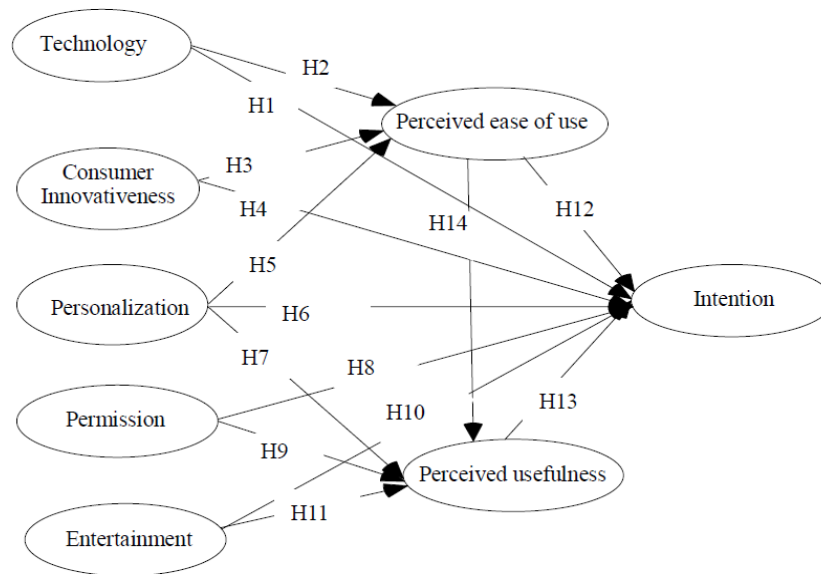 Technology
H2
H1
Perceived ease of use
H3
Consumer
Innovativeness
H4
H14
H12
H5
Personalization
H6
Intention
H7
H8
Permission
H10
H13
H9
Perceived usefulness
H11
Entertainment